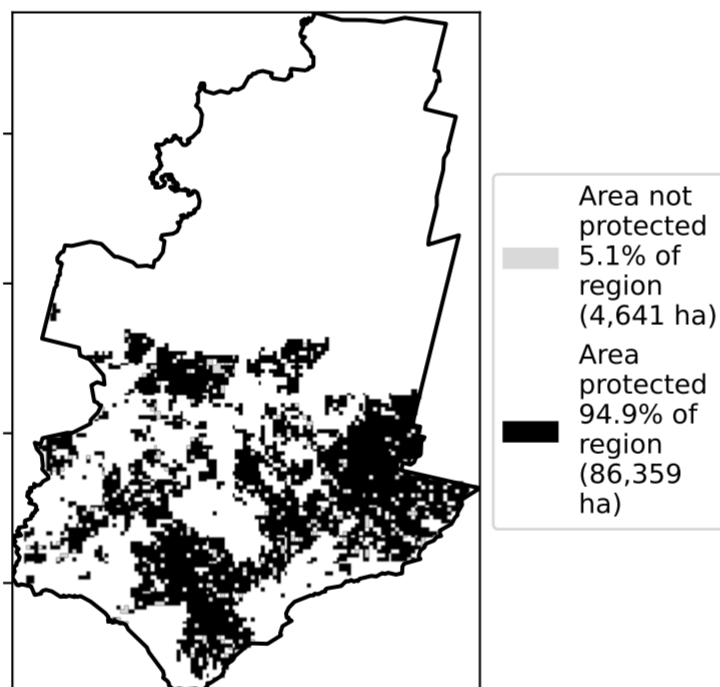 Area not
protected
5.1% of
region
(4,641 ha)
Area
protected
94.9% of
region
(86,359
ha)